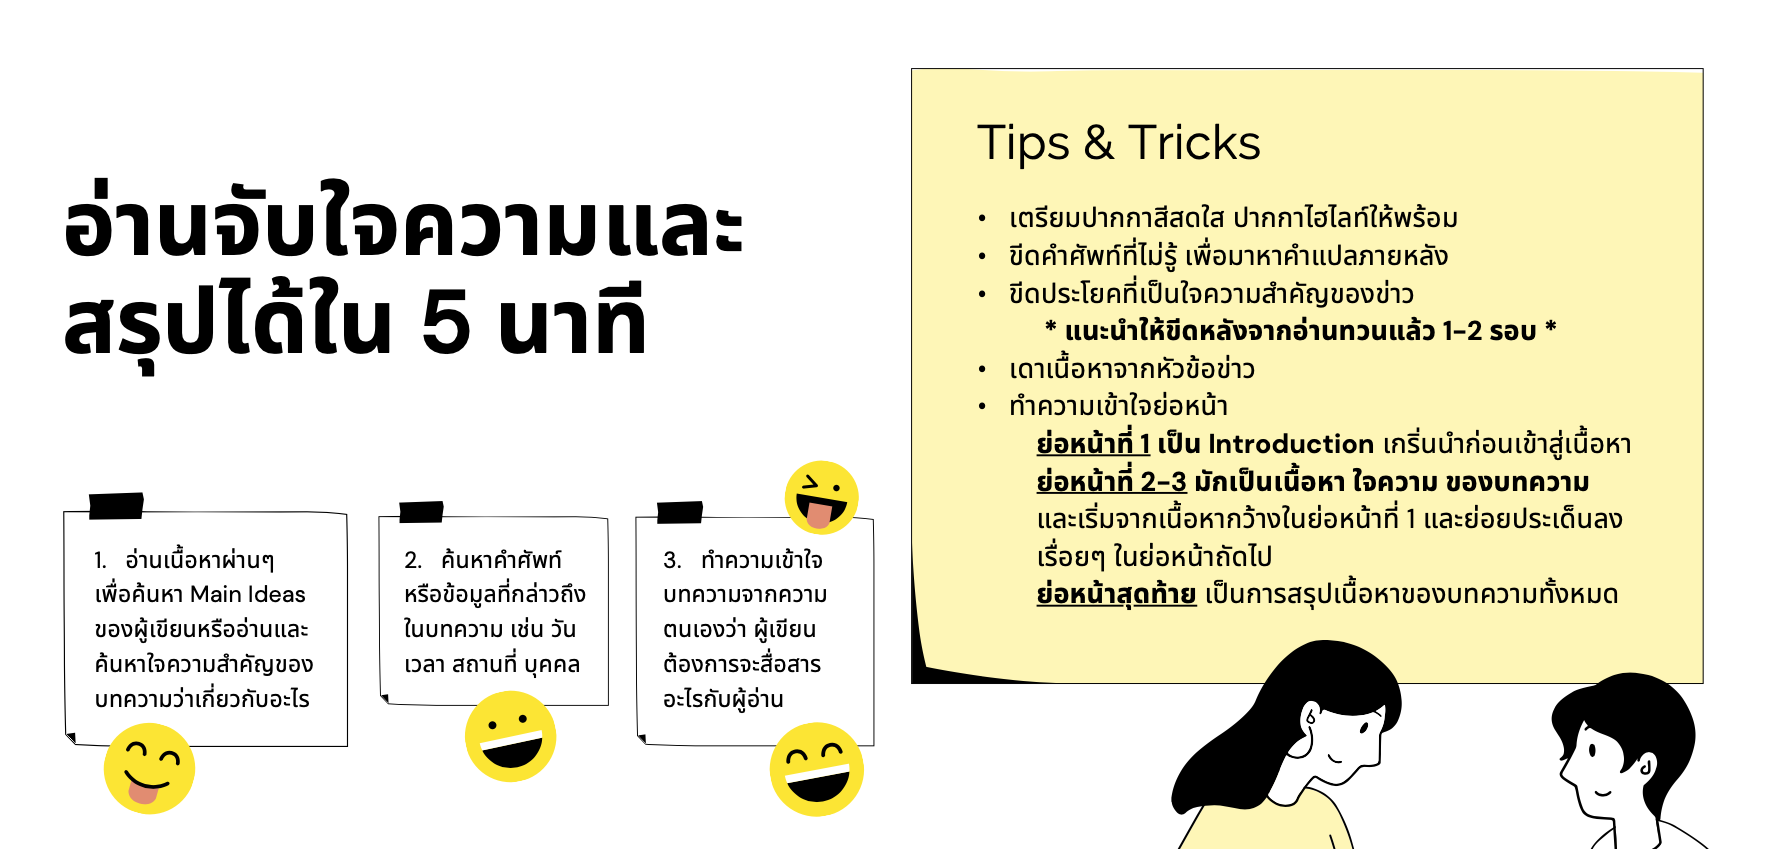 อ่านจับใจความและ
สรุปได้ใน 5 นาที
1. อ่านเนื้อหาผ่านๆ
เพื่อค้นหา Main Ideas
ของผู้เขียนหรืออ่านและ
ค้นหาใจความสำคัญของ
บทความว่าเกี่ยวกับอะไร
2. ค้นหาคำศัพท์
หรือข้อมูลที่กล่าวถึง
ในบทความ เช่น วัน
เวลา สถานที่ บุคคล
3. ทำความเข้าใจ
บทความจากความ
ตนเองว่า ผู้เขียน
ต้องการจะสื่อสาร
อะไรกับผู้อ่าน
Tips & Tricks
• เตรียมปากกาสีสดใส ปากกาไฮไลท์ให้พร้อม
• ขีดคำศัพท์ที่ไม่รู้ เพื่อมาหาคำแปลภายหลัง
• ขีดประโยคที่เป็นใจความสำคัญของข่าว
* แนะนำให้ขีดหลังจากอ่านทวนแล้ว 1-2 รอบ *
• เดาเนื้อหาจากหัวข้อข่าว
• ทำความเข้าใจย่อหน้า
ย่อหน้าที่ 1 เป็น Introduction เกริ่นนำก่อนเข้าสู่เนื้อหา
ย่อหน้าที่ 2-3 มักเป็นเนื้อหา ใจความ ของบทความ
และเริ่มจากเนื้อหากว้างในย่อหน้าที่ 1 และย่อยประเด็นลง
เรื่อยๆ ในย่อหน้าถัดไป
ย่อหน้าสุดท้าย เป็นการสรุปเนื้อหาของบทความทั้งหมด